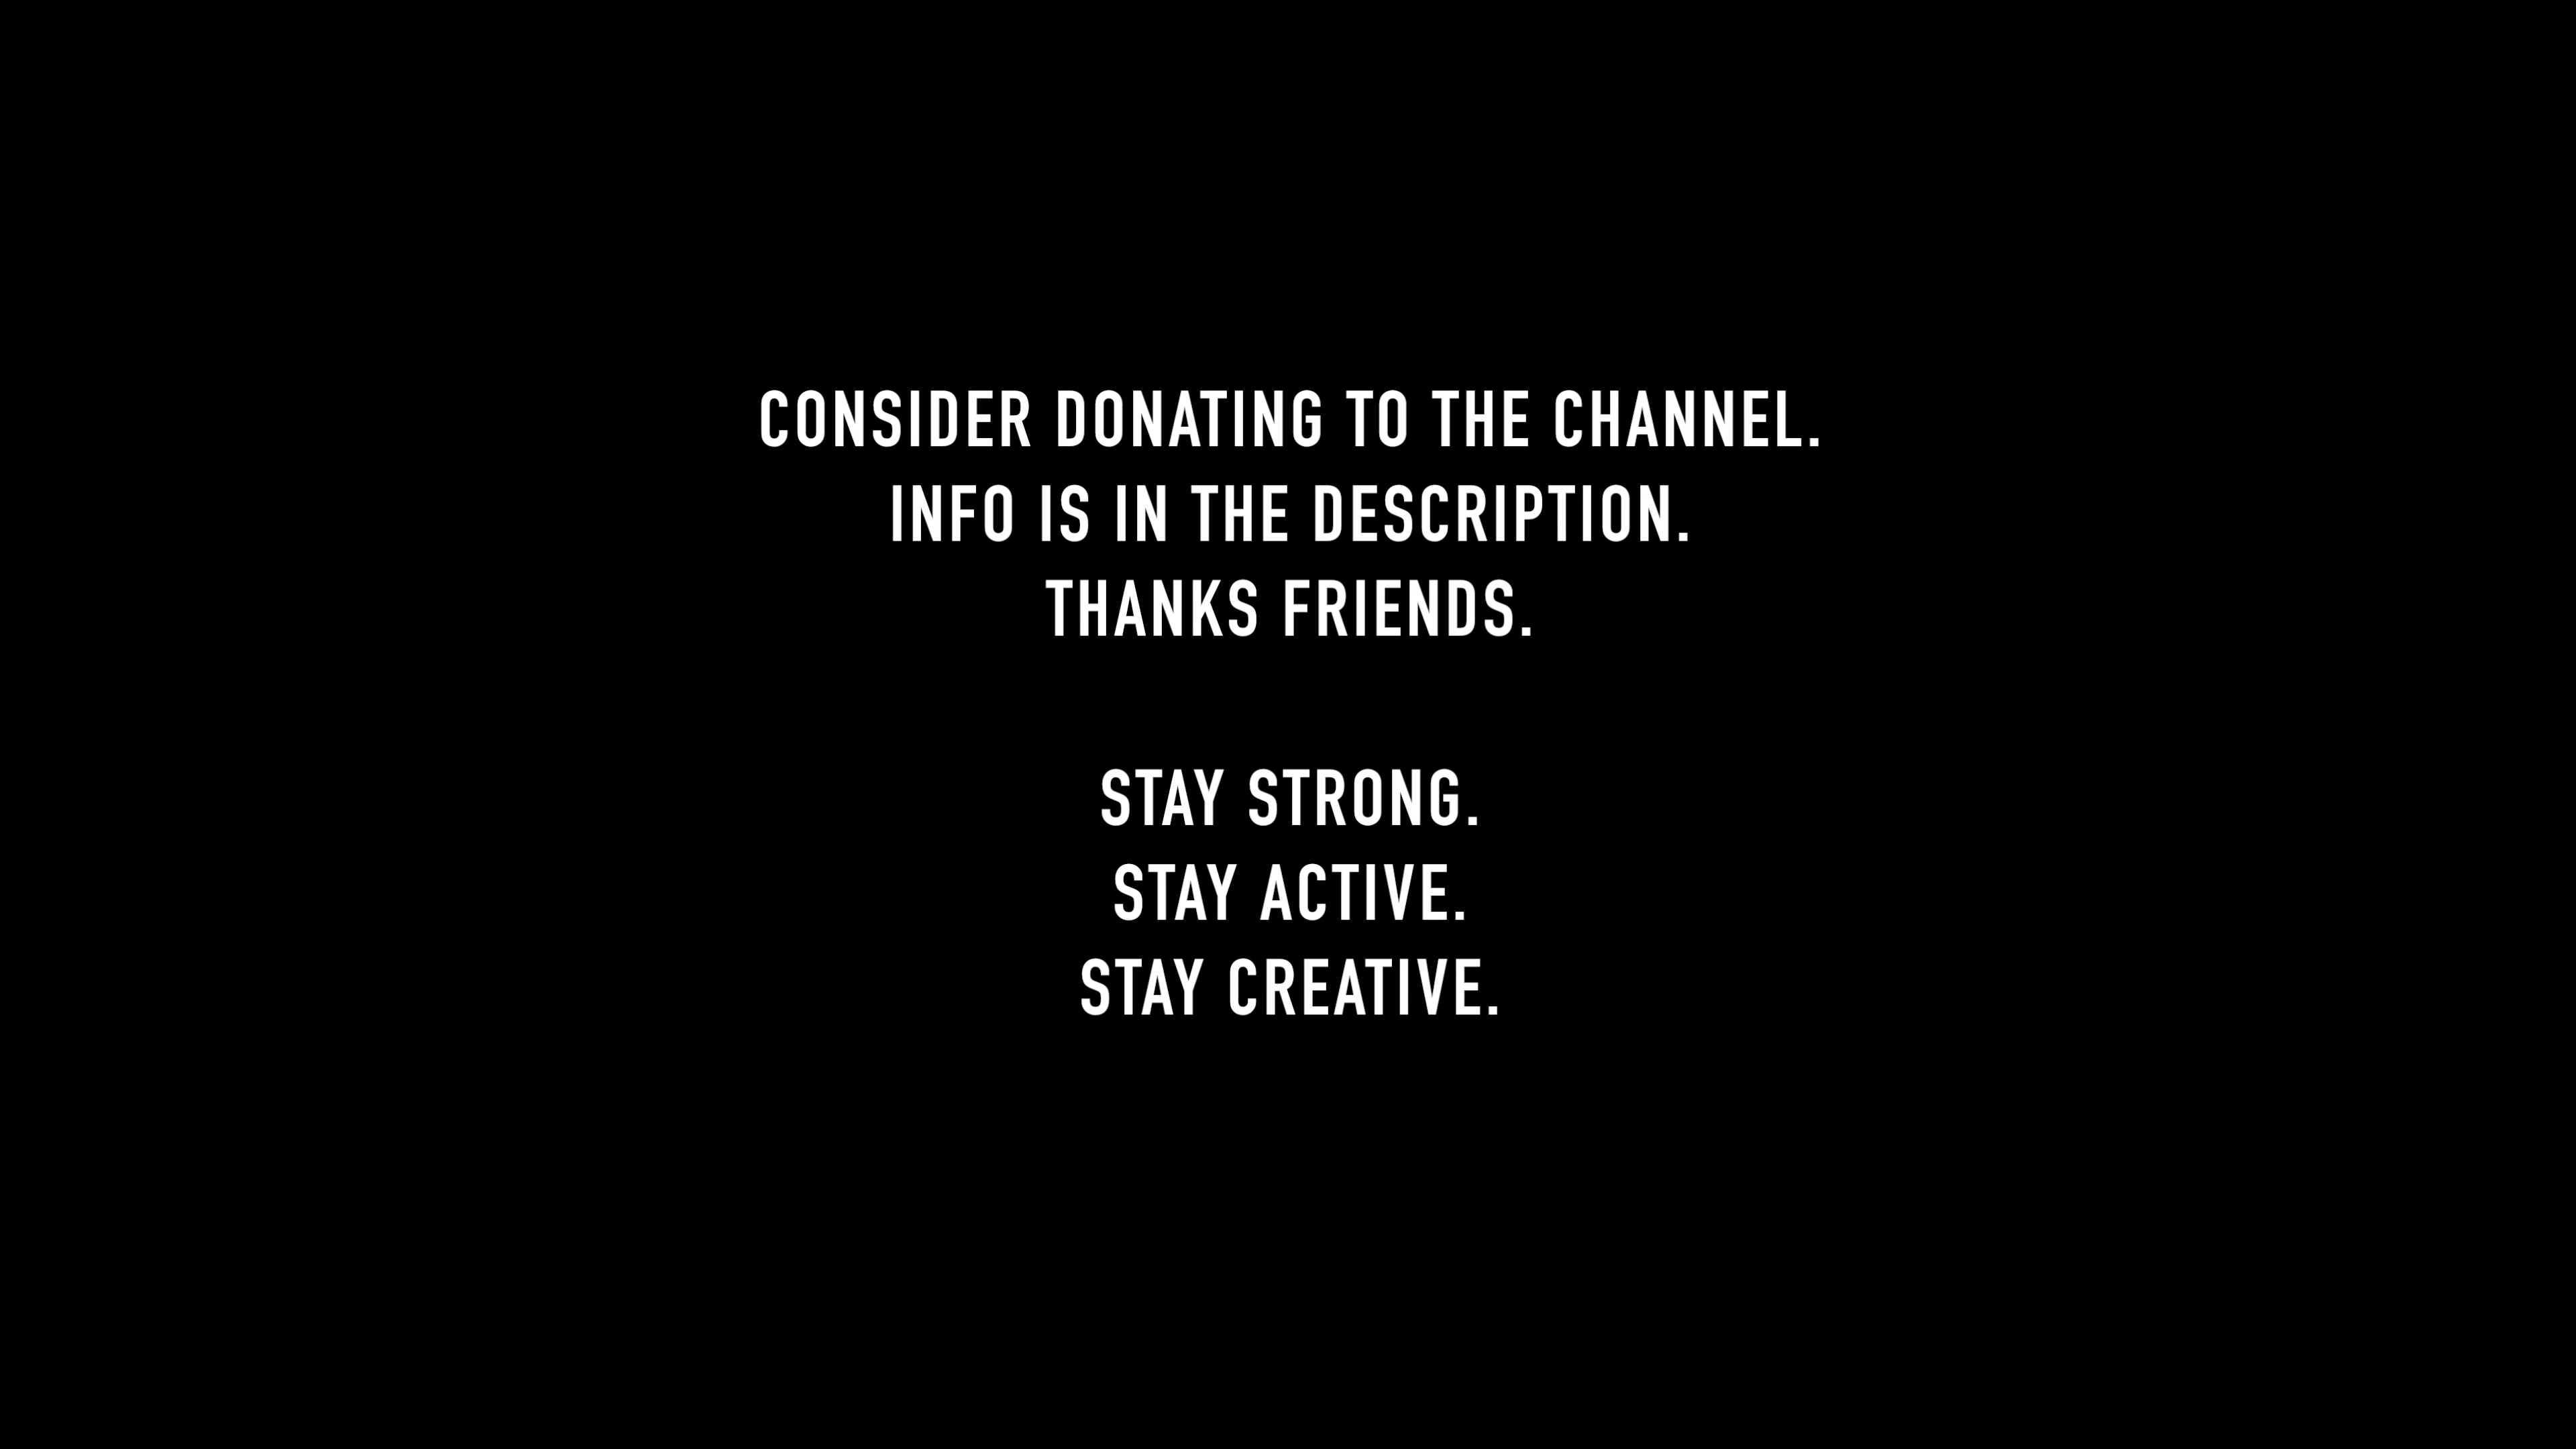 CONSIDER DONATING TO THE CHANNEL.
INFO IS IN THE DESCRIPTION.
THANKS FRIENDS.
STAY STRONG.
STAY ACTIVE.
STAY CREATIVE.